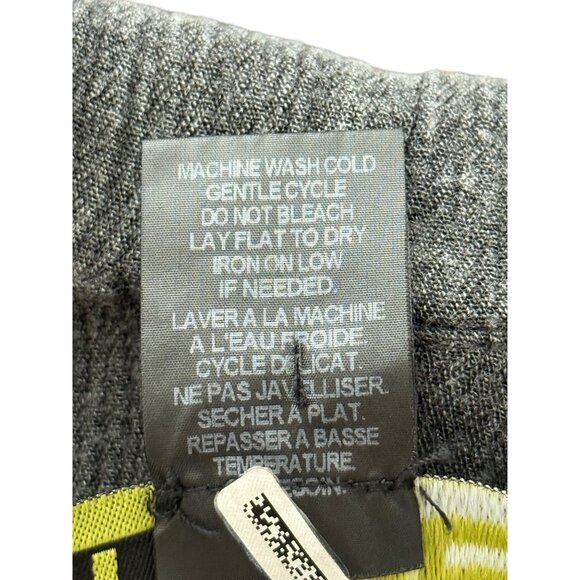 MACHINE WASH COLD
GENTLE CYCLE
DO NOT BLEACH
LAY FLAT TO DRY
IRON ON LOW
IF NEEDED.
LAVER A LA MACHINE
A L'EAU FROIDE.
CYCLE DELICAT.
NE PAS JAVELLISER.
SECHER A PLAT.
REPASSER A BASSE
TEMPERATURE.